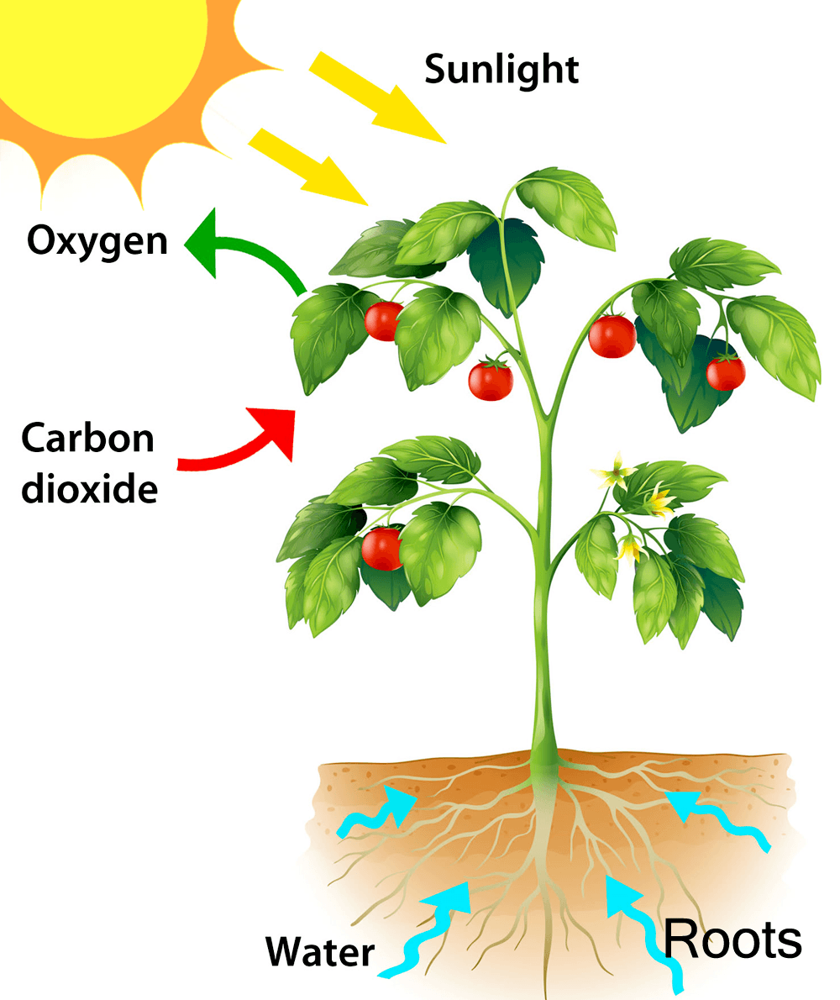 Sunlight
Oxygen
Carbon
dioxide
Water
Roots